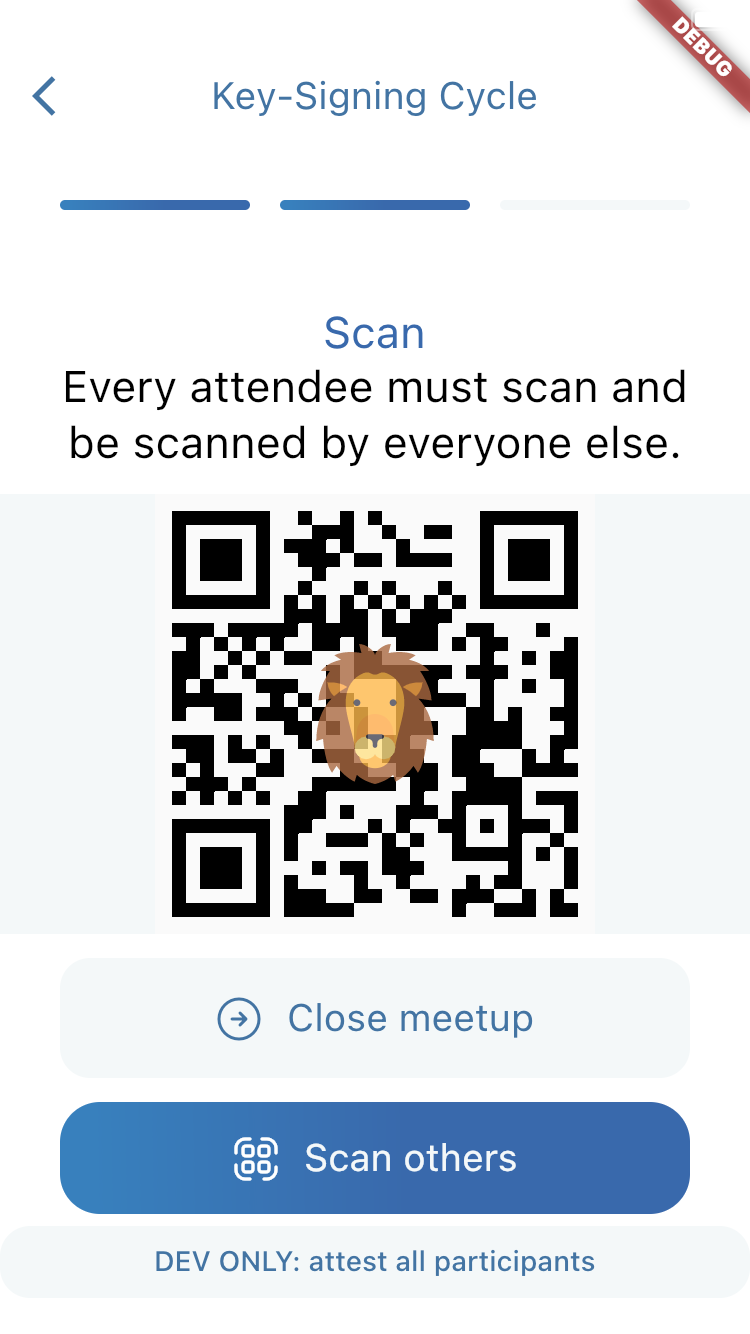 DEBUG
Key-Signing Cycle
Scan
Every attendee must scan and
be scanned by everyone else.
Close meetup
Scan others
DEV ONLY: attest all participants